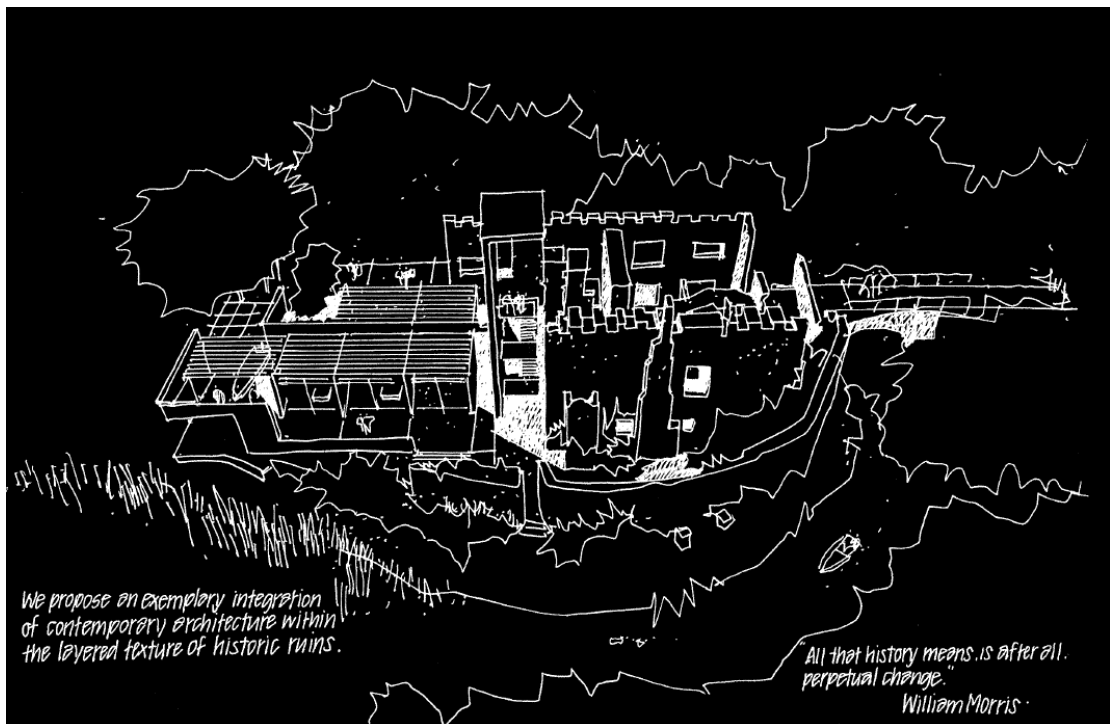 We propose an exemplary integration
of contemporary architecture within
the layered texture of historic ruins.
"All that history means, is after all,
perpetual change."
William Morris.